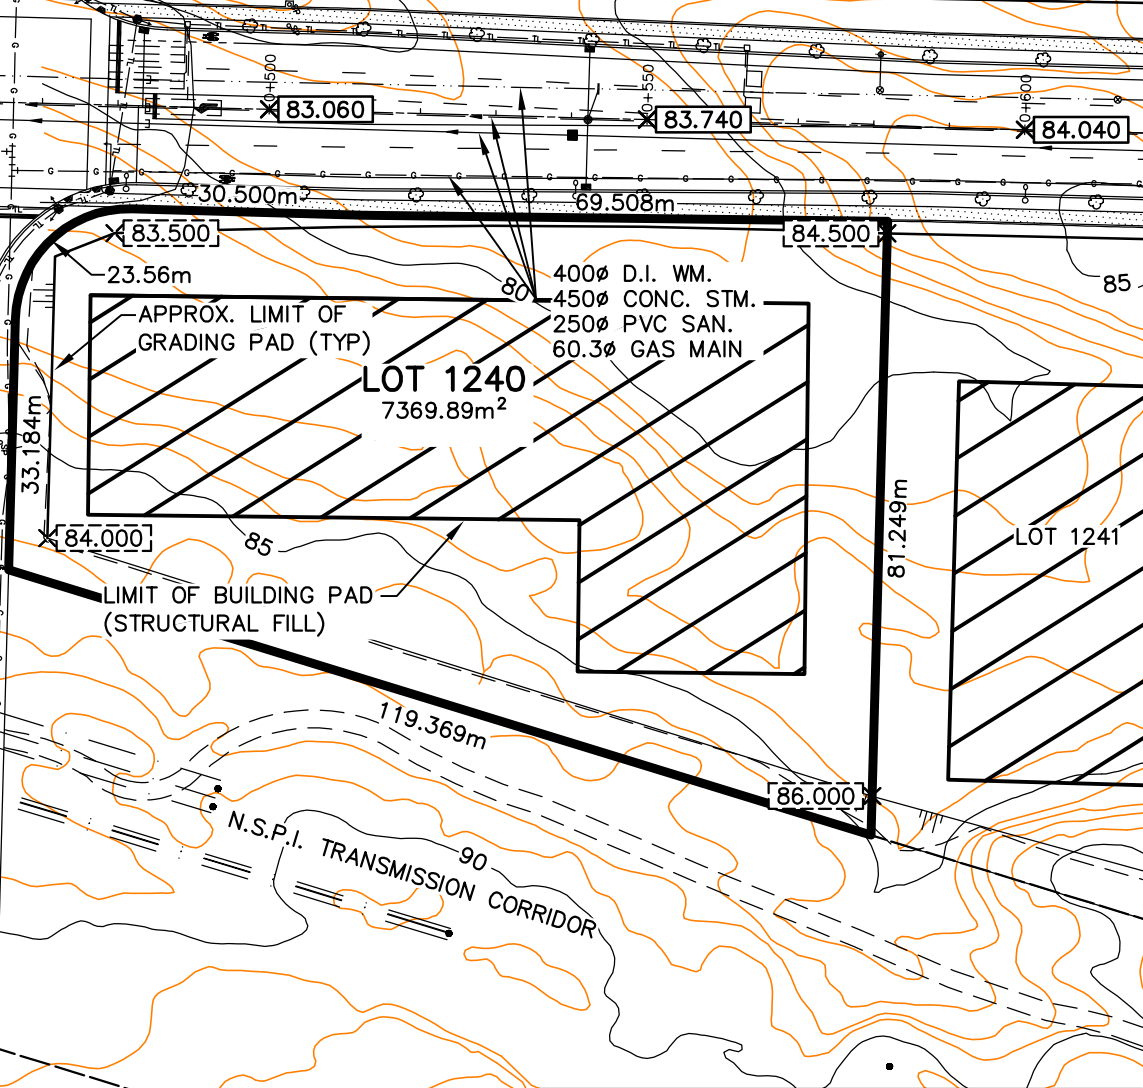 0+500
0+550
0+600
83.060
83.740
84.040
30.500m
69.508m
83.500
84.500
23.56m
80
400ø D.I. WM.
450ø CONC. STM.
250ø PVC SAN.
60.3ø GAS MAIN
85
APPROX. LIMIT OF
GRADING PAD (TYP)
LOT 1240
7369.89m²
33.184m
81.249m
LOT 1241
84.000
85
LIMIT OF BUILDING PAD
(STRUCTURAL FILL)
119.369m
86.000
N.S.P.I. TRANSMISSION CORRIDOR
90